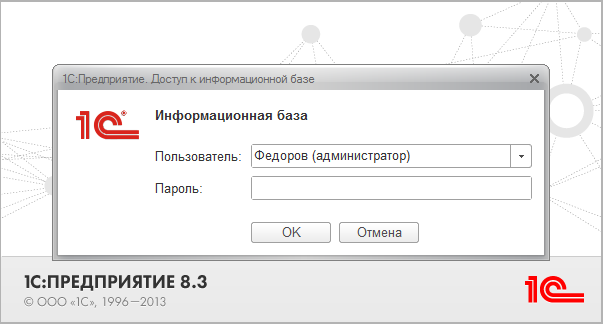 1С:Предприятие. Доступ к информационной базе
1С®
Информационная база
Пользователь: Федоров (администратор)
Пароль:
OK Отмена
1С:ПРЕДПРИЯТИЕ 8.3
© ООО «1С», 1996—2013
1С